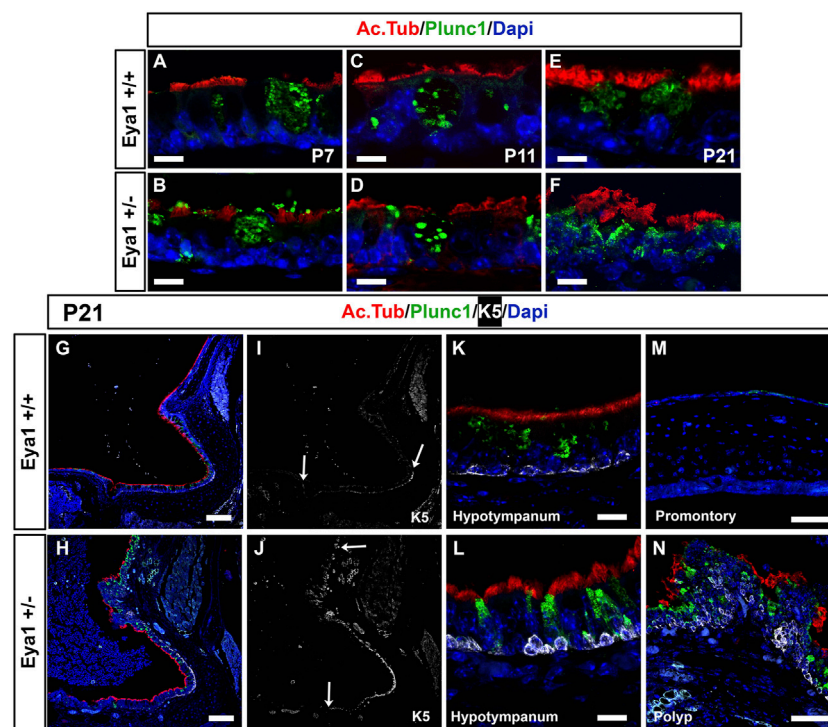 Ac.Tub/Plunc1/Dapi
Eya1 +/+
A
P7
C
P11
E
P21
Eya1 +/-
B
D
F
P21
Ac.Tub/Plunc1/K5/Dapi
Eya1 +/+
G
I
K5
K
Hypotympanum
M
Promontory
Eya1 +/-
H
J
K5
L
Hypotympanum
N
Polyp